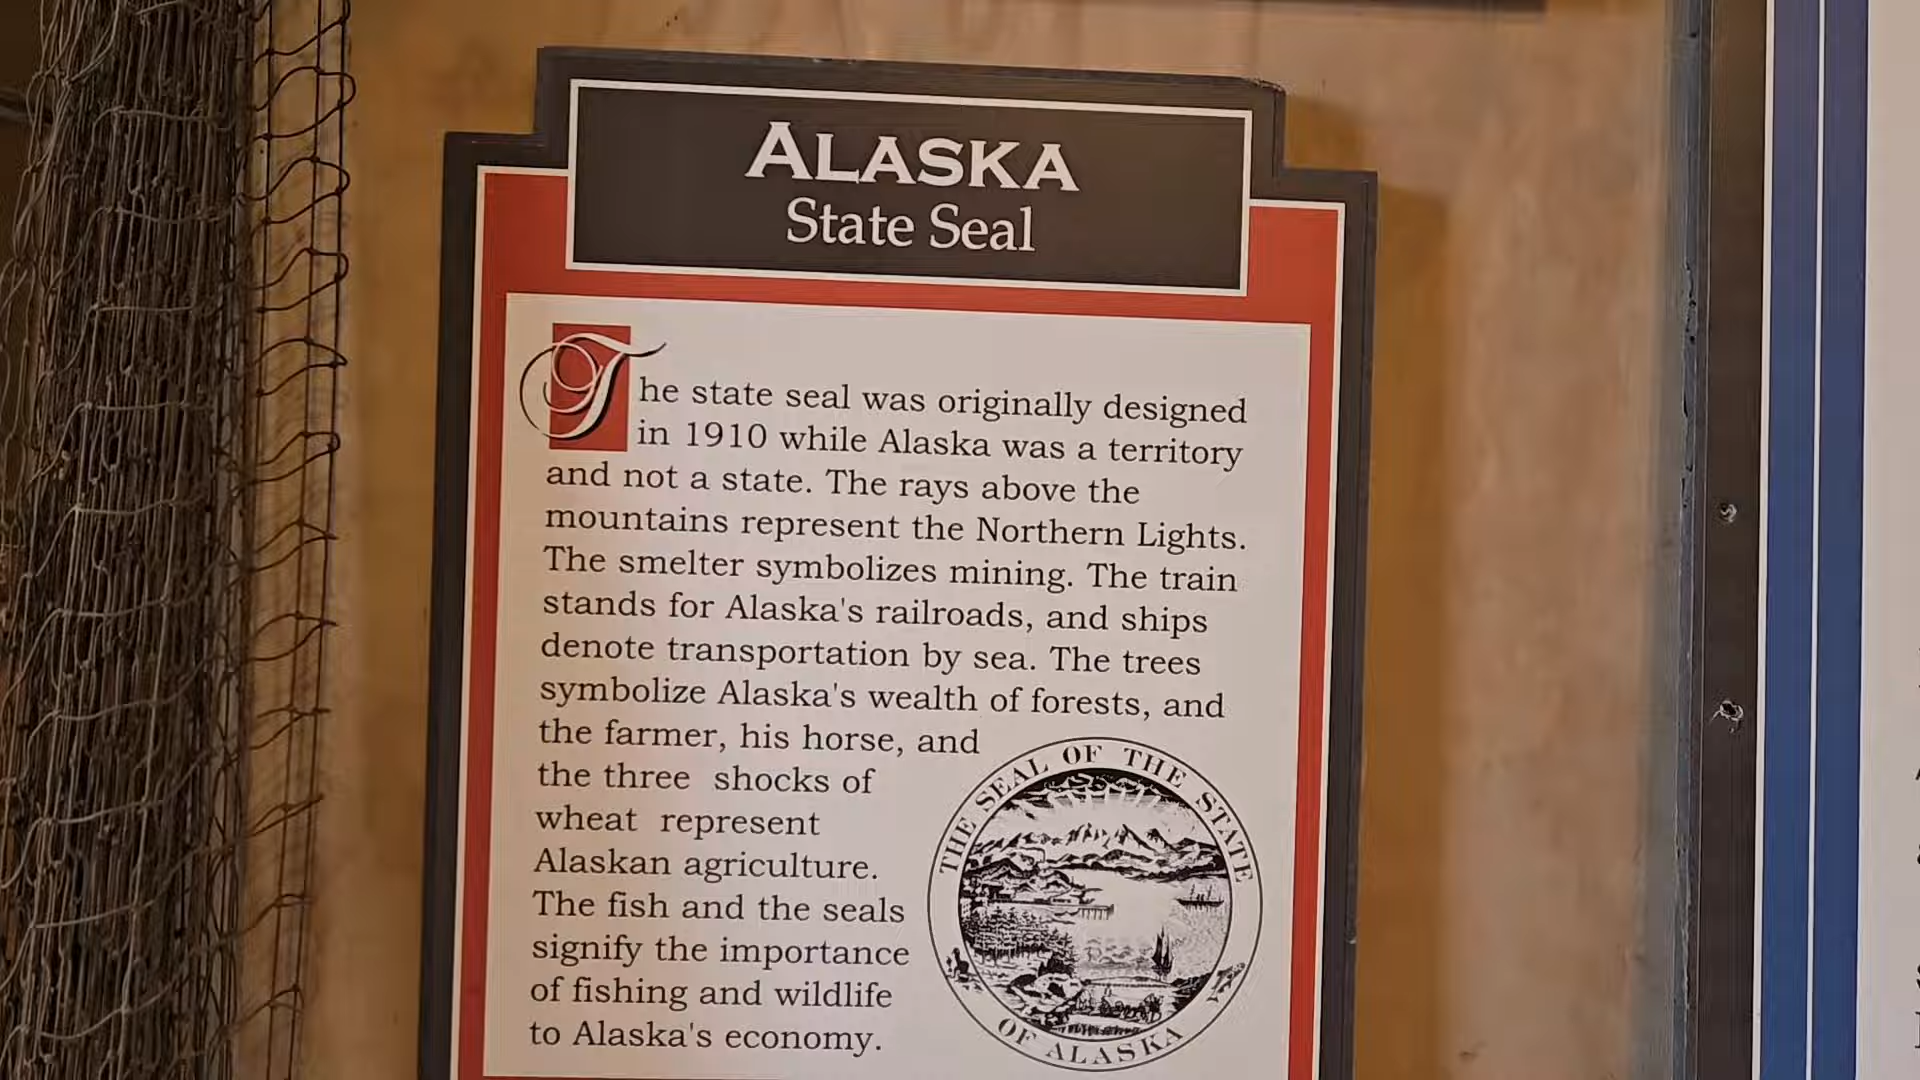 ALASKA
State Seal
The state seal was originally designed
in 1910 while Alaska was a territory
and not a state. The rays above the
mountains represent the Northern Lights.
The smelter symbolizes mining. The train
stands for Alaska's railroads, and ships
denote transportation by sea. The trees
symbolize Alaska's wealth of forests, and
the farmer, his horse, and
the three shocks of
wheat represent
Alaskan agriculture.
The fish and the seals
signify the importance
of fishing and wildlife
to Alaska's economy.
THE SEAL OF THE STATE
OF ALASKA